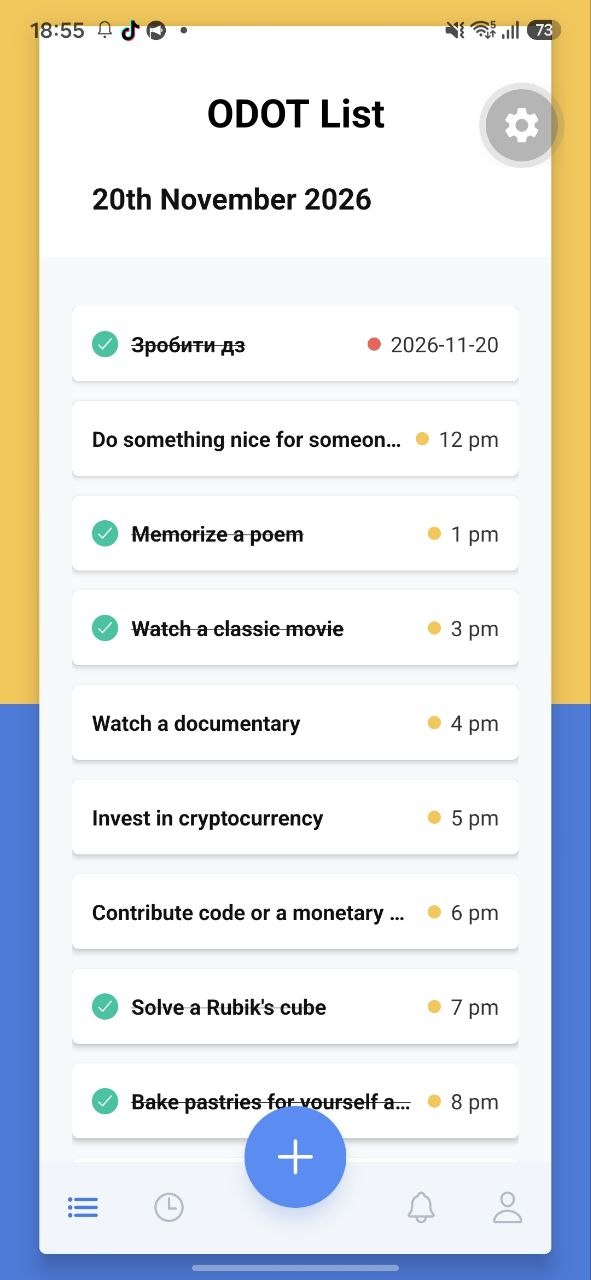 18:55
73
ODOT List
20th November 2026
Зробити дз 2026-11-20
Do something nice for someon... 12 pm
Memorize a poem 1 pm
Watch a classic movie 3 pm
Watch a documentary 4 pm
Invest in cryptocurrency 5 pm
Contribute code or a monetary ... 6 pm
Solve a Rubik's cube 7 pm
Bake pastries for yourself a... 8 pm